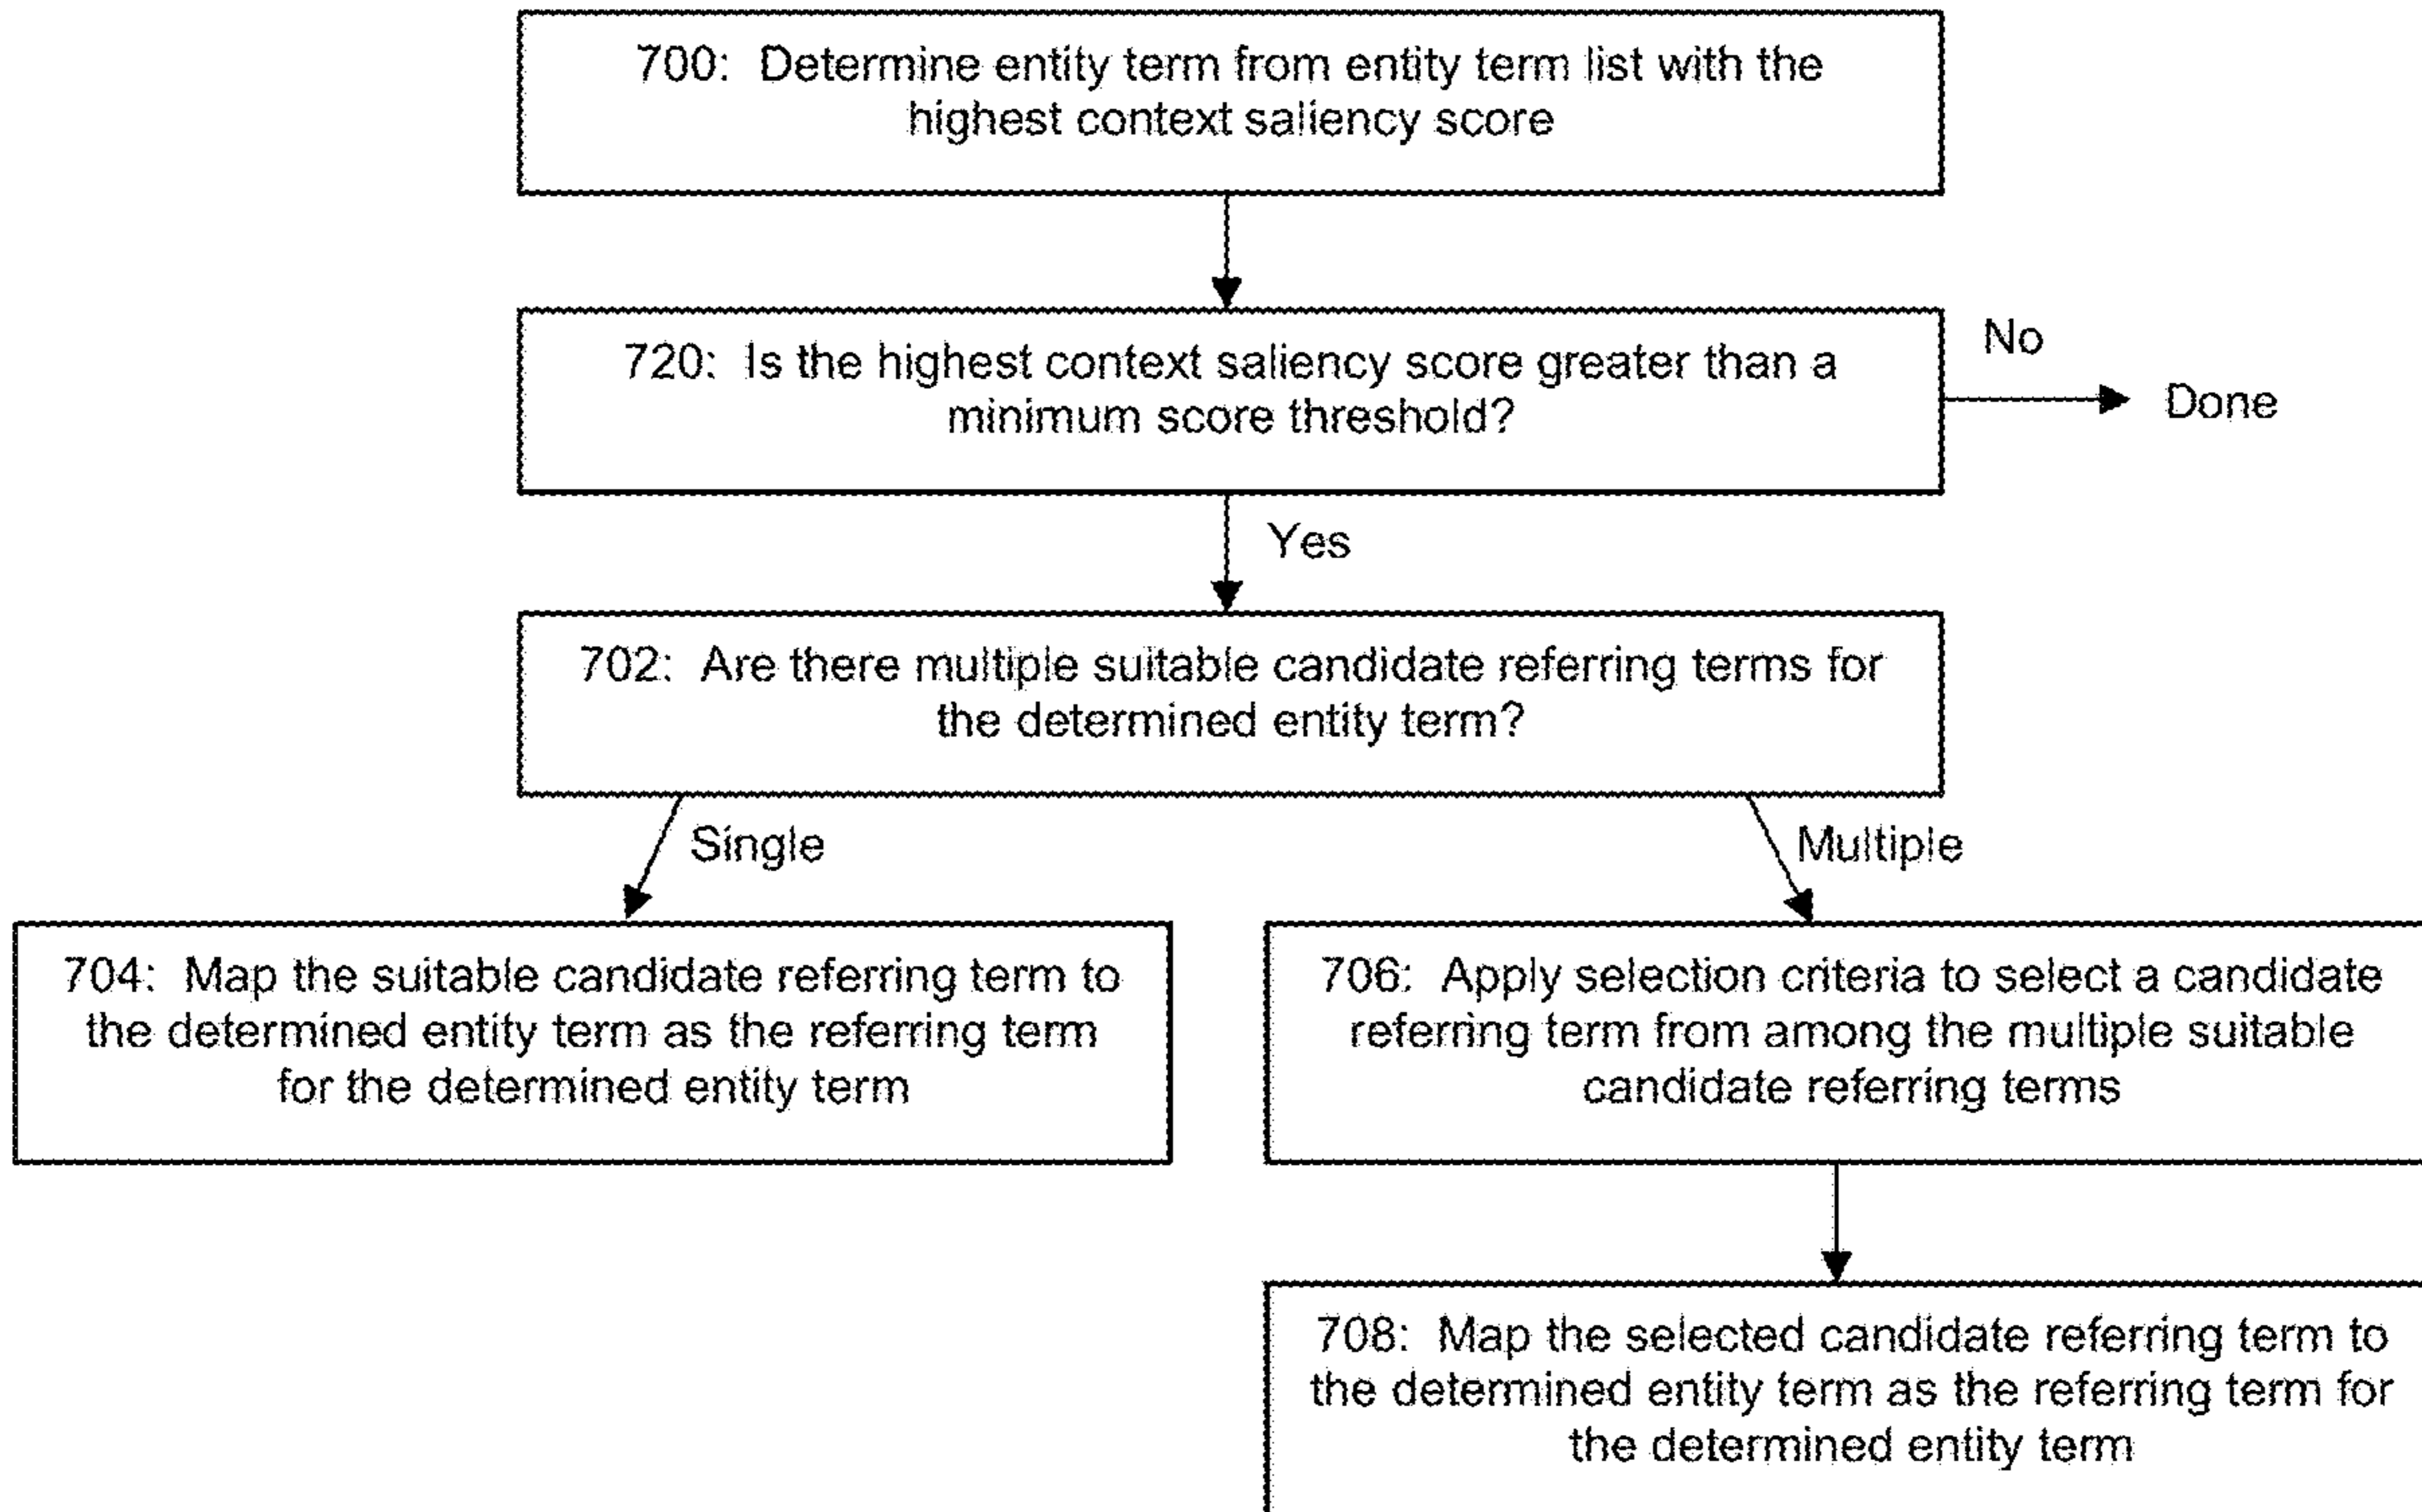 700: Determine entity term from entity term list with the
highest context saliency score
720: Is the highest context saliency score greater than a
minimum score threshold?
No
Done
Yes
702: Are there multiple suitable candidate referring terms for
the determined entity term?
Single
Multiple
704: Map the suitable candidate referring term to
the determined entity term as the referring term
for the determined entity term
706: Apply selection criteria to select a candidate
referring term from among the multiple suitable
candidate referring terms
708: Map the selected candidate referring term to
the determined entity term as the referring term for
the determined entity term